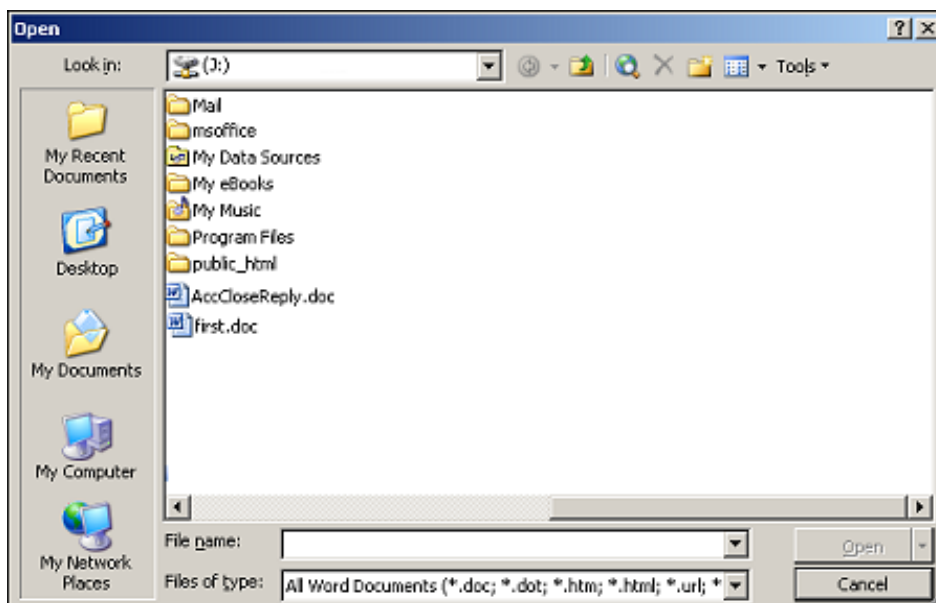 Open
Look in:
(J:)
Tools
My Recent
Documents
Desktop
My Documents
My Computer
My Network
Places
Mail
msoffice
My Data Sources
My eBooks
My Music
Program Files
public_html
AccCloseReply.doc
first.doc
File name:
Open
Files of type:
All Word Documents (*.doc; *.dot; *.htm; *.html; *.url; *
Cancel